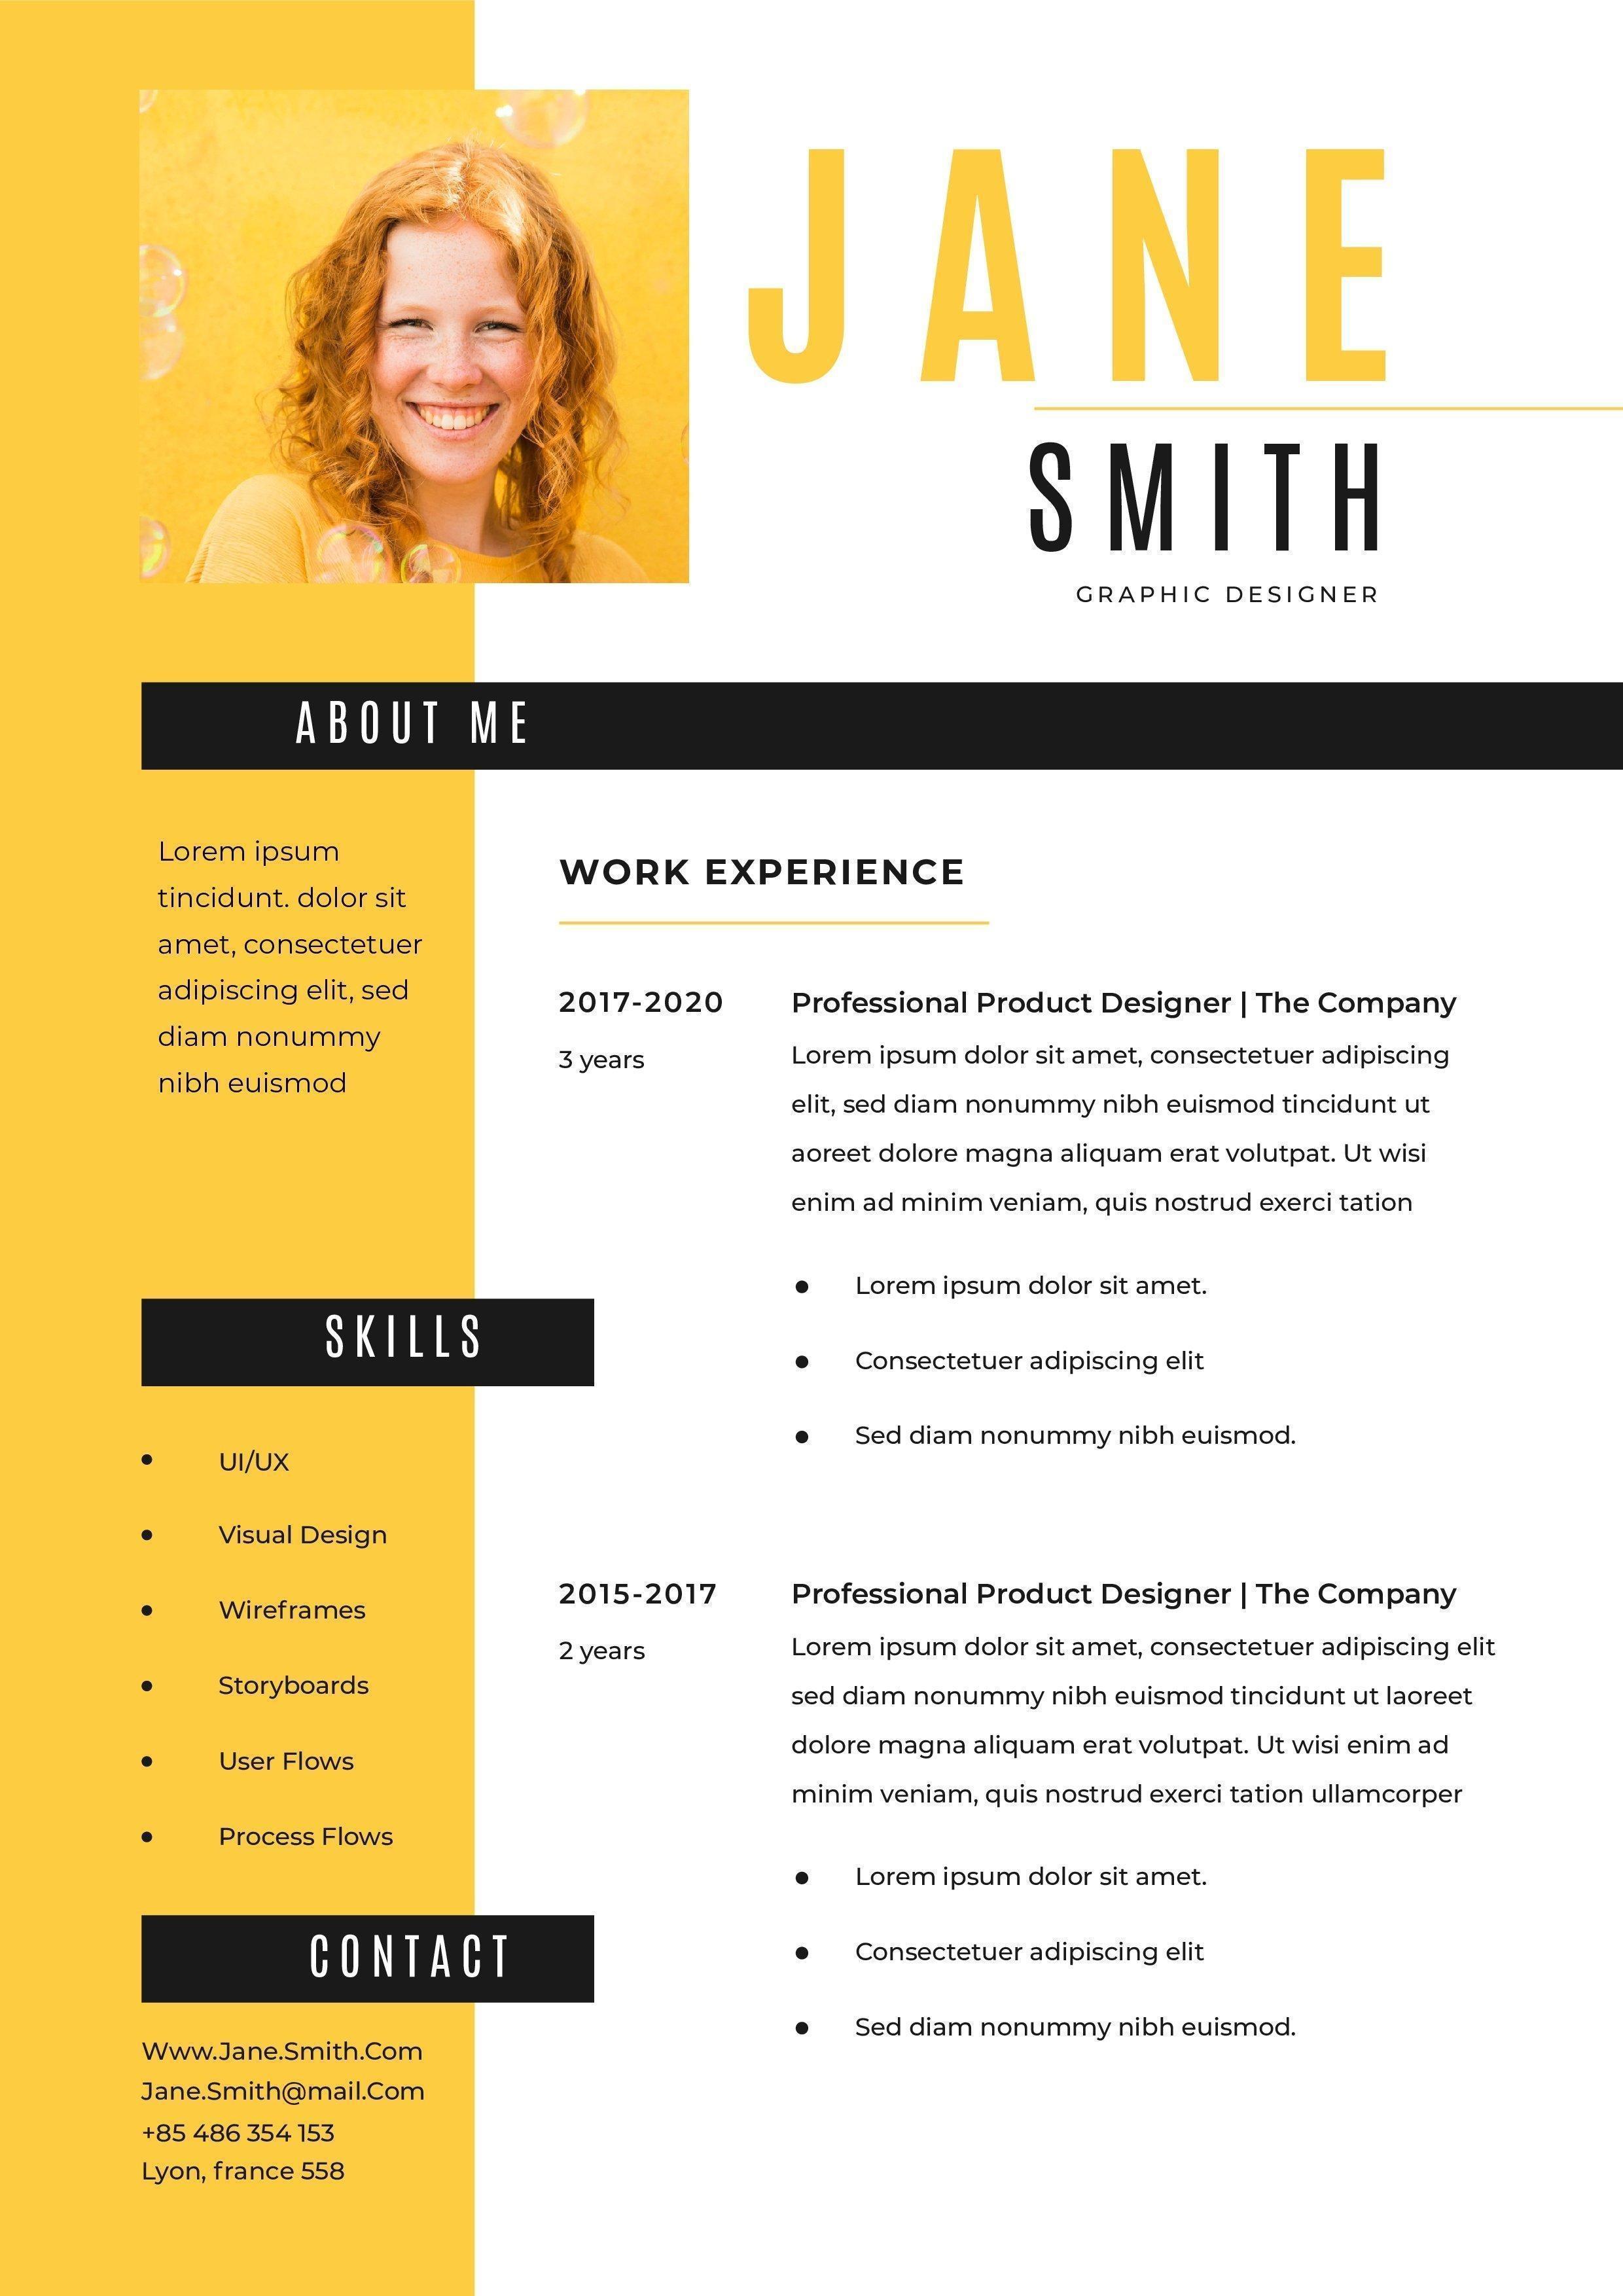 JANE
SMITH
GRAPHIC DESIGNER
ABOUT ME
Lorem ipsum
tincidunt. dolor sit
amet, consectetuer
adipiscing elit, sed
diam nonummy
nibh euismod
SKILLS
UI/UX
Visual Design
Wireframes
Storyboards
User Flows
Process Flows
CONTACT
Www.Jane.Smith.Com
Jane.Smith@mail.Com
+85 486 354 153
Lyon, france 558
WORK EXPERIENCE
2017-2020
3 years
Professional Product Designer | The Company
Lorem ipsum dolor sit amet, consectetuer adipiscing
elit, sed diam nonummy nibh euismod tincidunt ut
aoreet dolore magna aliquam erat volutpat. Ut wisi
enim ad minim veniam, quis nostrud exerci tation
Lorem ipsum dolor sit amet.
Consectetuer adipiscing elit
Sed diam nonummy nibh euismod.
2015-2017
2 years
Professional Product Designer | The Company
Lorem ipsum dolor sit amet, consectetuer adipiscing elit
sed diam nonummy nibh euismod tincidunt ut laoreet
dolore magna aliquam erat volutpat. Ut wisi enim ad
minim veniam, quis nostrud exerci tation ullamcorper
Lorem ipsum dolor sit amet.
Consectetuer adipiscing elit
Sed diam nonummy nibh euismod.